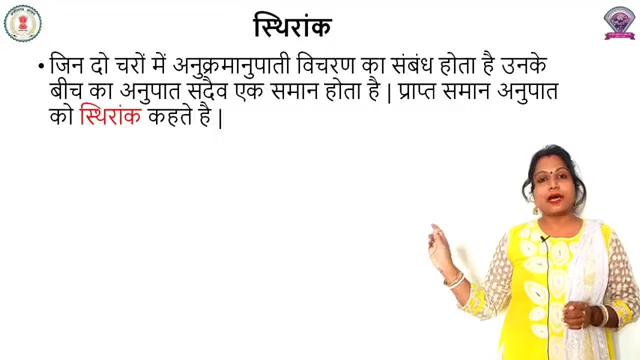 स्थिरांक
• जिन दो चरों में अनुक्रमानुपाती विचरण का संबंध होता है उनके
बीच का अनुपात सदैव एक समान होता है | प्राप्त समान अनुपात
को स्थिरांक कहते है |